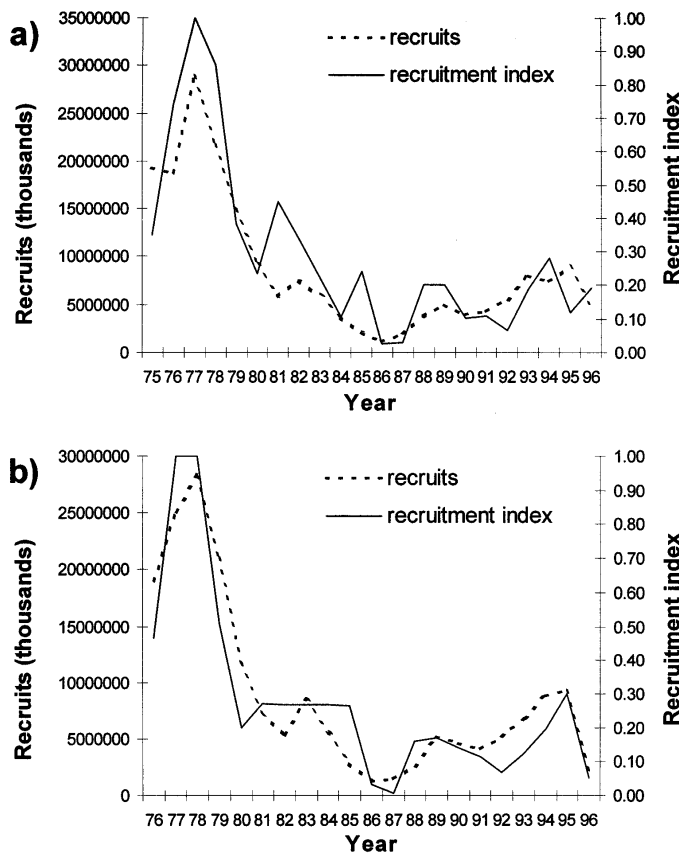 a)
recruits
recruitment index
Recruits (thousands)
35000000
30000000
25000000
20000000
15000000
10000000
5000000
0
1.00
0.90
0.80
0.70
0.60
0.50
0.40
0.30
0.20
0.10
0.00
Recruitment index
75 76 77 78 79 80 81 82 83 84 85 86 87 88 89 90 91 92 93 94 95 96
Year
b)
recruits
recruitment index
Recruits (thousands)
30000000
25000000
20000000
15000000
10000000
5000000
0
1.00
0.90
0.80
0.70
0.60
0.50
0.40
0.30
0.20
0.10
0.00
Recruitment index
76 77 78 79 80 81 82 83 84 85 86 87 88 89 90 91 92 93 94 95 96
Year